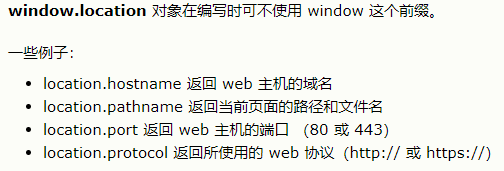 window.location 对象在编写时可不使用 window 这个前缀。
一些例子：
location.hostname 返回 web 主机的域名
location.pathname 返回当前页面的路径和文件名
location.port 返回 web 主机的端口 （80 或 443）
location.protocol 返回所使用的 web 协议（http:// 或 https://）